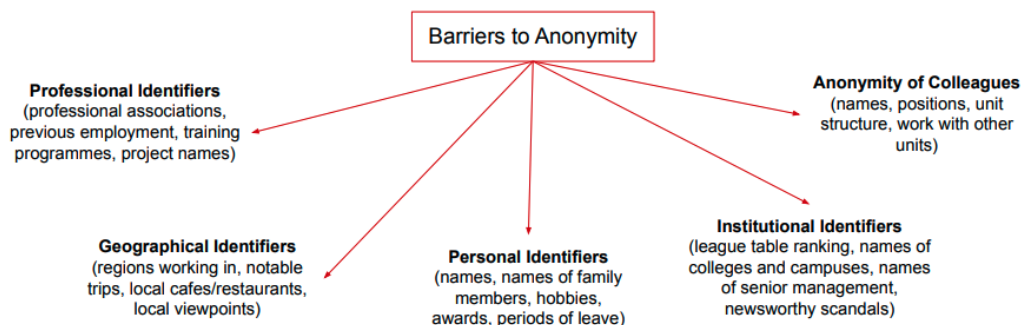 Barriers to Anonymity
Professional Identifiers
(professional associations,
previous employment, training
programmes, project names)
Anonymity of Colleagues
(names, positions, unit
structure, work with other
units)
Geographical Identifiers
(regions working in, notable
trips, local cafes/restaurants,
local viewpoints)
Personal Identifiers
(names, names of family
members, hobbies,
awards, periods of leave)
Institutional Identifiers
(league table ranking, names of
colleges and campuses, names
of senior management,
newsworthy scandals)